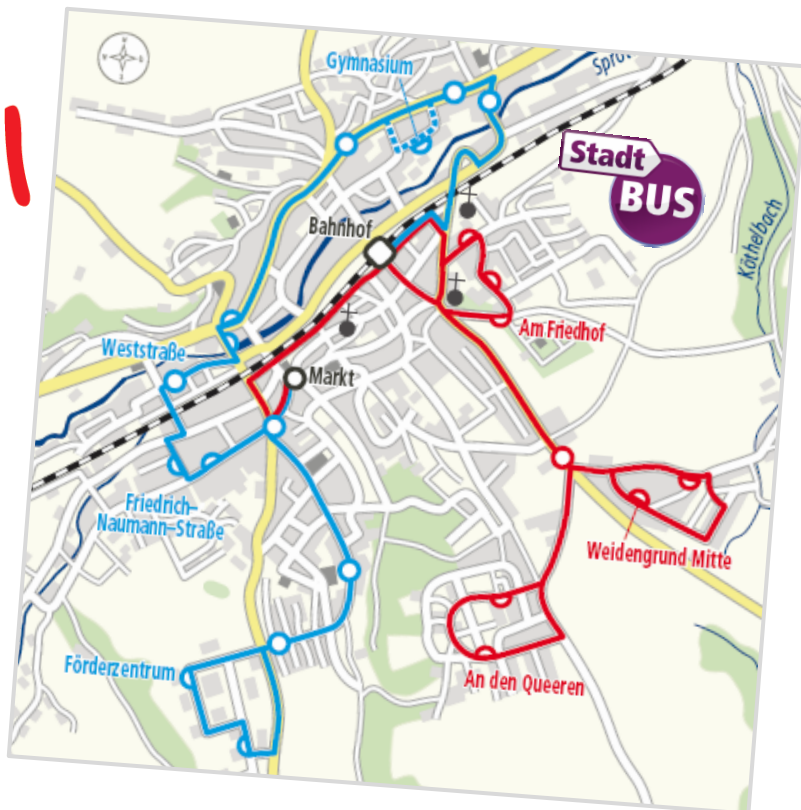 Gymnasium
Stadt
BUS
Bahnhof
Köthelbach
Am Friedhof
Weststraße
Markt
Friedrich–
Naumann–Straße
Weidengrund Mitte
Förderzentrum
An den Queeren